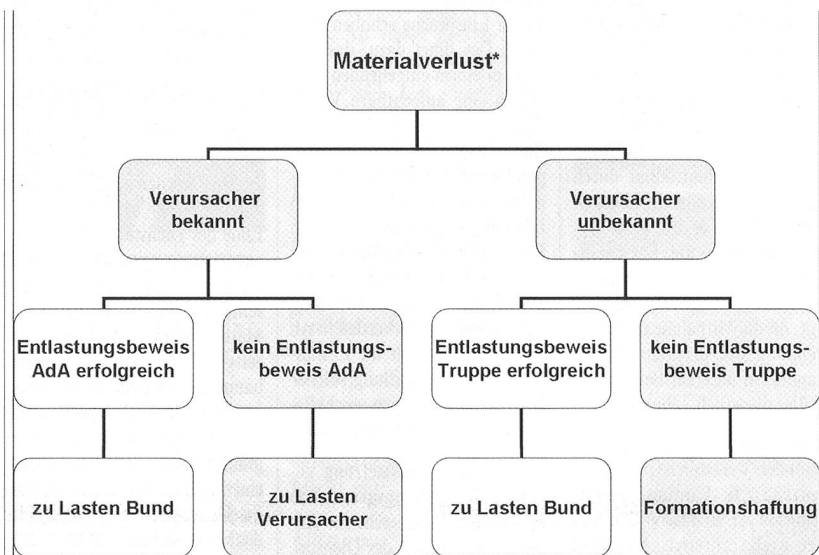 Materialverlust*
Verursacher
bekannt
Verursacher
unbekannt
Entlastungsbeweis
AdA erfolgreich
kein Entlastungs-
beweis AdA
Entlastungsbeweis
Truppe erfolgreich
kein Entlastungs-
beweis Truppe
zu Lasten Bund
zu Lasten
Verursacher
zu Lasten Bund
Formationshaftung